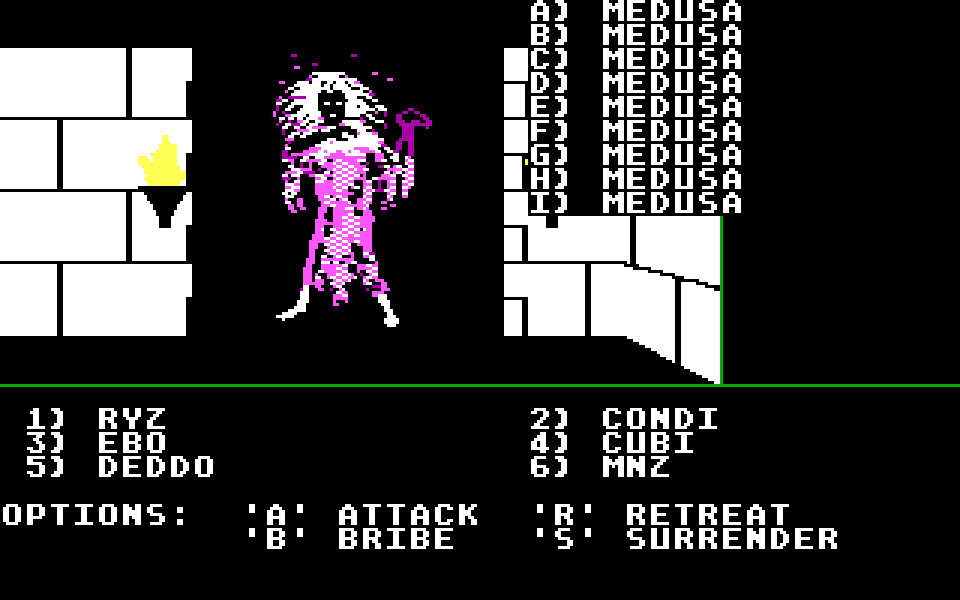 A) MEDUSA
B) MEDUSA
C) MEDUSA
D) MEDUSA
E) MEDUSA
F) MEDUSA
G) MEDUSA
H) MEDUSA
I) MEDUSA
1) RYZ 2) CONDI
3) EBO 4) CUBI
5) DEDDO 6) MNZ
OPTIONS: 'A' ATTACK 'R' RETREAT
'B' BRIBE 'S' SURRENDER